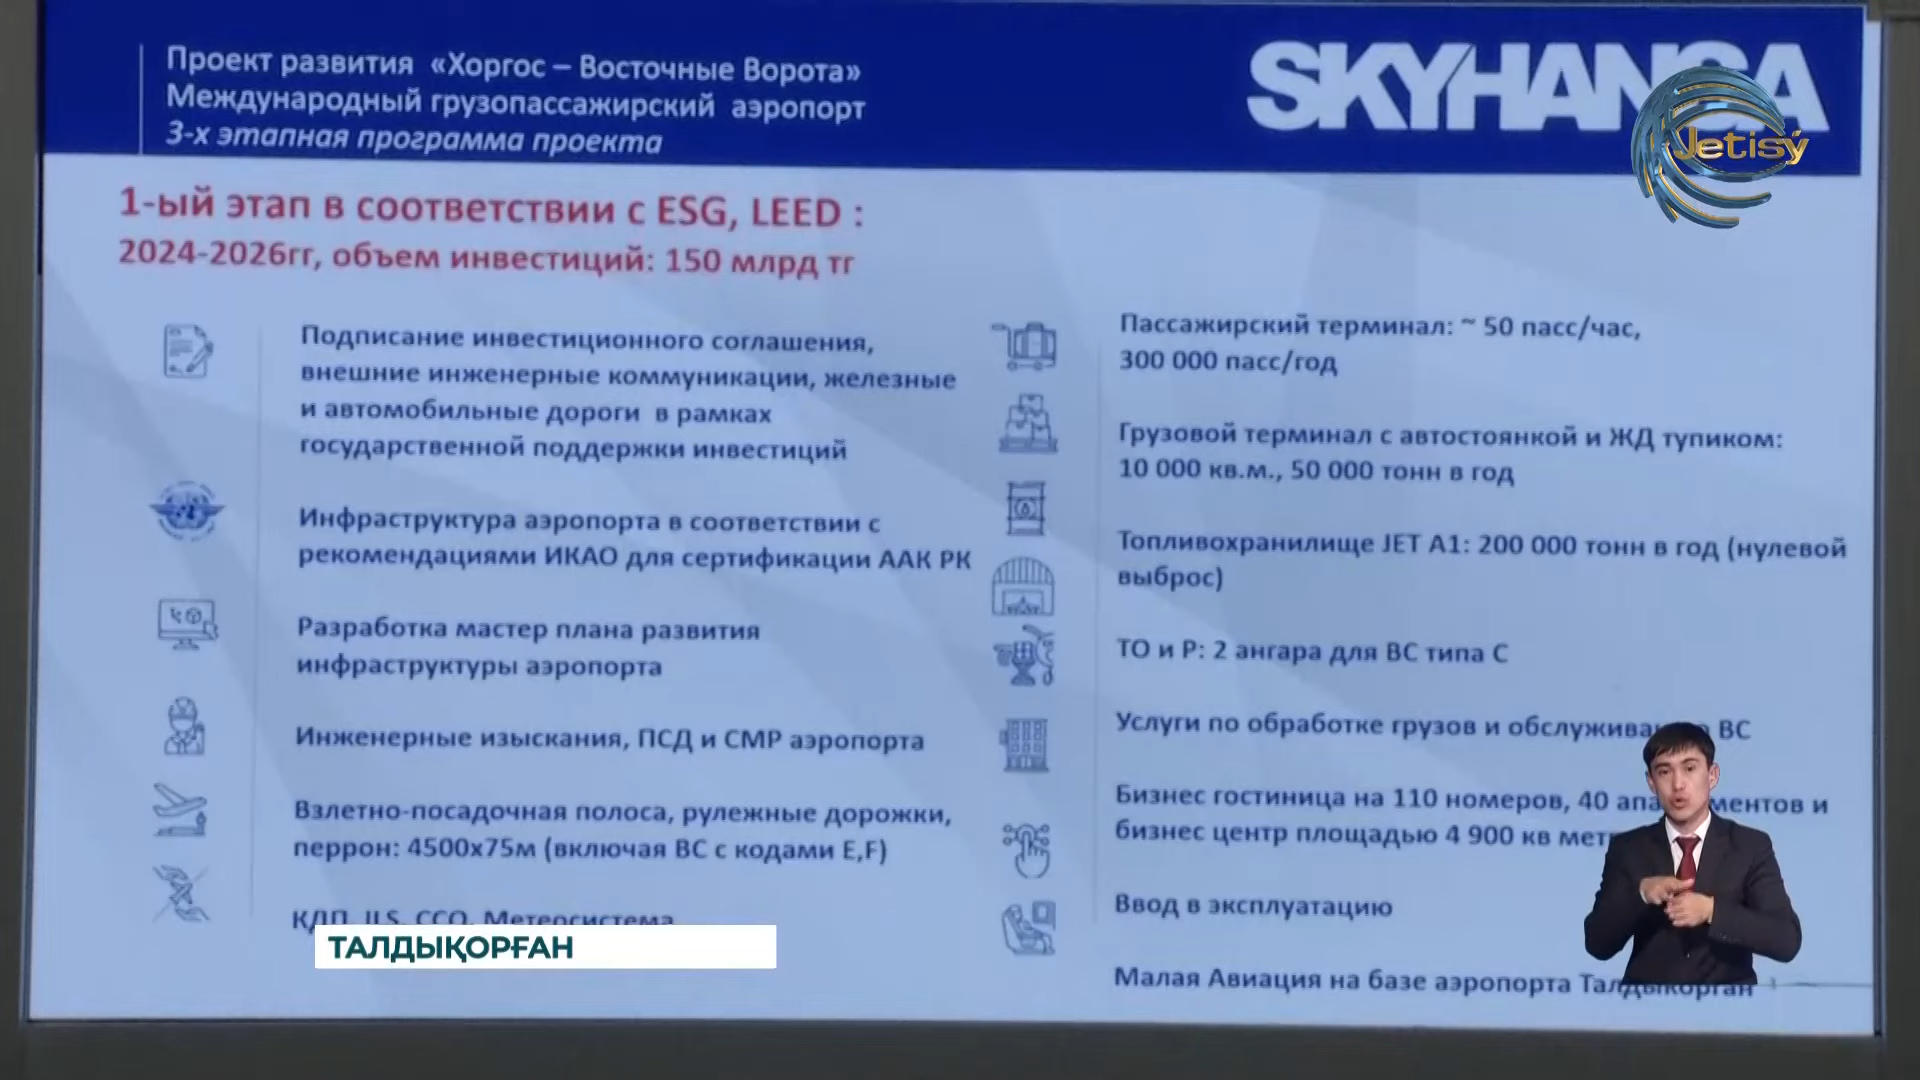 Проект развития «Хоргос – Восточные Ворота»
Международный грузопассажирский аэропорт
3-х этапная программа проекта
SKYHANSA
Jetisý
1-ый этап в соответствии с ESG, LEED :
2024-2026гг, объем инвестиций: 150 млрд тг
Подписание инвестиционного соглашения,
внешние инженерные коммуникации, железные
и автомобильные дороги в рамках
государственной поддержки инвестиций
Инфраструктура аэропорта в соответствии с
рекомендациями ИКАО для сертификации ААК РК
Разработка мастер плана развития
инфраструктуры аэропорта
Инженерные изыскания, ПСД и СМР аэропорта
Взлетно-посадочная полоса, рулежные дорожки,
перрон: 4500х75м (включая ВС с кодами E,F)
КДП, ILS, ССО, Метеосистема
Пассажирский терминал: ~ 50 пасс/час,
300 000 пасс/год
Грузовой терминал с автостоянкой и ЖД тупиком:
10 000 кв.м., 50 000 тонн в год
Топливохранилище JET A1: 200 000 тонн в год (нулевой
выброс)
ТО и Р: 2 ангара для ВС типа С
Услуги по обработке грузов и ВС
Бизнес гостиница на 110 номеров, 40 и
бизнес центр площадью 4 900 кв
Ввод в эксплуатацию
Малая Авиация на базе аэропорта Талдыкорган
ТАЛДЫҚОРҒАН